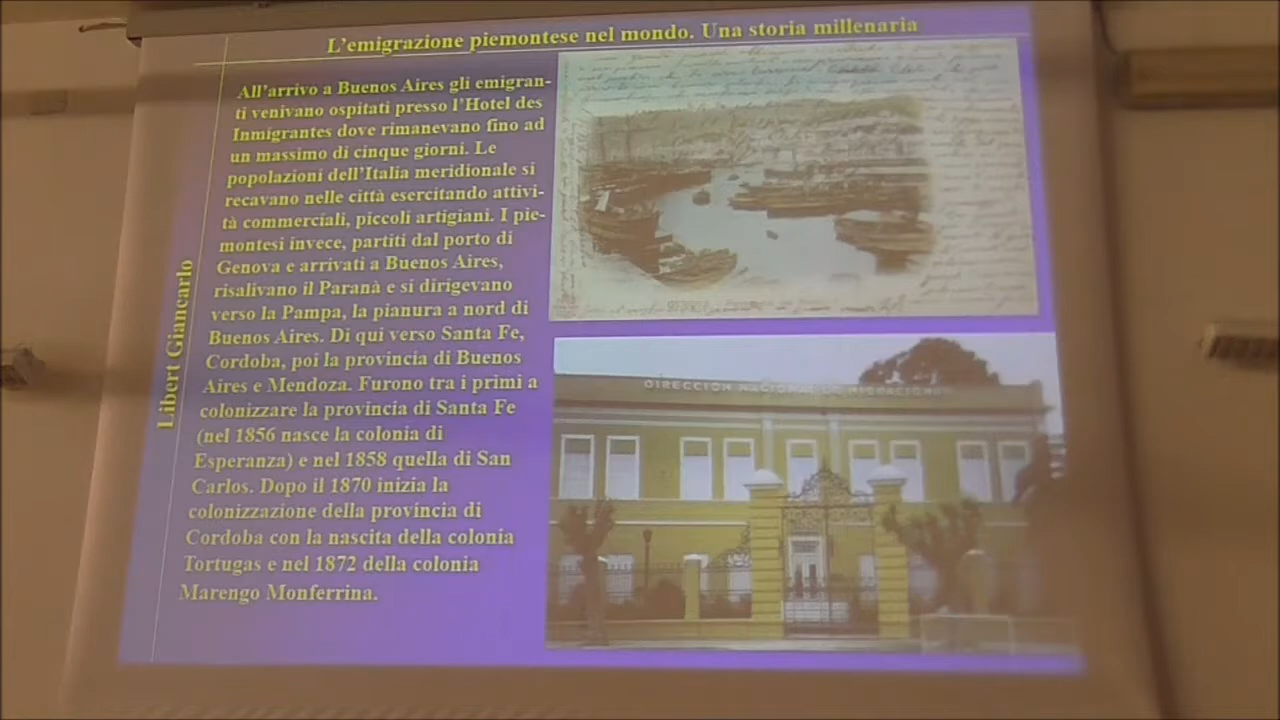 L'emigrazione piemontese nel mondo. Una storia millenaria
All'arrivo a Buenos Aires gli emigran-
ti venivano ospitati presso l'Hotel des
Inmigrantes dove rimanevano fino ad
un massimo di cinque giorni. Le
popolazioni dell'Italia meridionale si
recavano nelle città esercitando attivi-
tà commerciali, piccoli artigiani. I pie-
montesi invece, partiti dal porto di
Genova e arrivati a Buenos Aires,
risalivano il Paranà e si dirigevano
verso la Pampa, la pianura a nord di
Buenos Aires. Di qui verso Santa Fe,
Cordoba, poi la provincia di Buenos
Aires e Mendoza. Furono tra i primi a
colonizzare la provincia di Santa Fe
(nel 1856 nasce la colonia di
Esperanza) e nel 1858 quella di San
Carlos. Dopo il 1870 inizia la
colonizzazione della provincia di
Cordoba con la nascita della colonia
Tortugas e nel 1872 della colonia
Marengo Monferrina.
Libert Giancarlo
DIRECCION NACIONAL DE MIGRACIONES